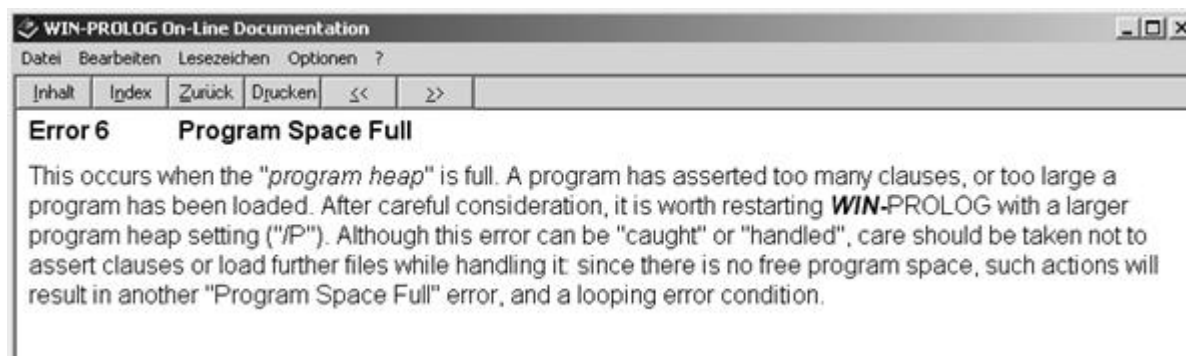 WIN-PROLOG On-Line Documentation
Datei Bearbeiten Lesezeichen Optionen ?
Inhalt Index Zurück Drucken << >>
Error 6 Program Space Full
This occurs when the "program heap" is full. A program has asserted too many clauses, or too large a
program has been loaded. After careful consideration, it is worth restarting WIN-PROLOG with a larger
program heap setting ("/P"). Although this error can be "caught" or "handled", care should be taken not to
assert clauses or load further files while handling it: since there is no free program space, such actions will
result in another "Program Space Full" error, and a looping error condition.